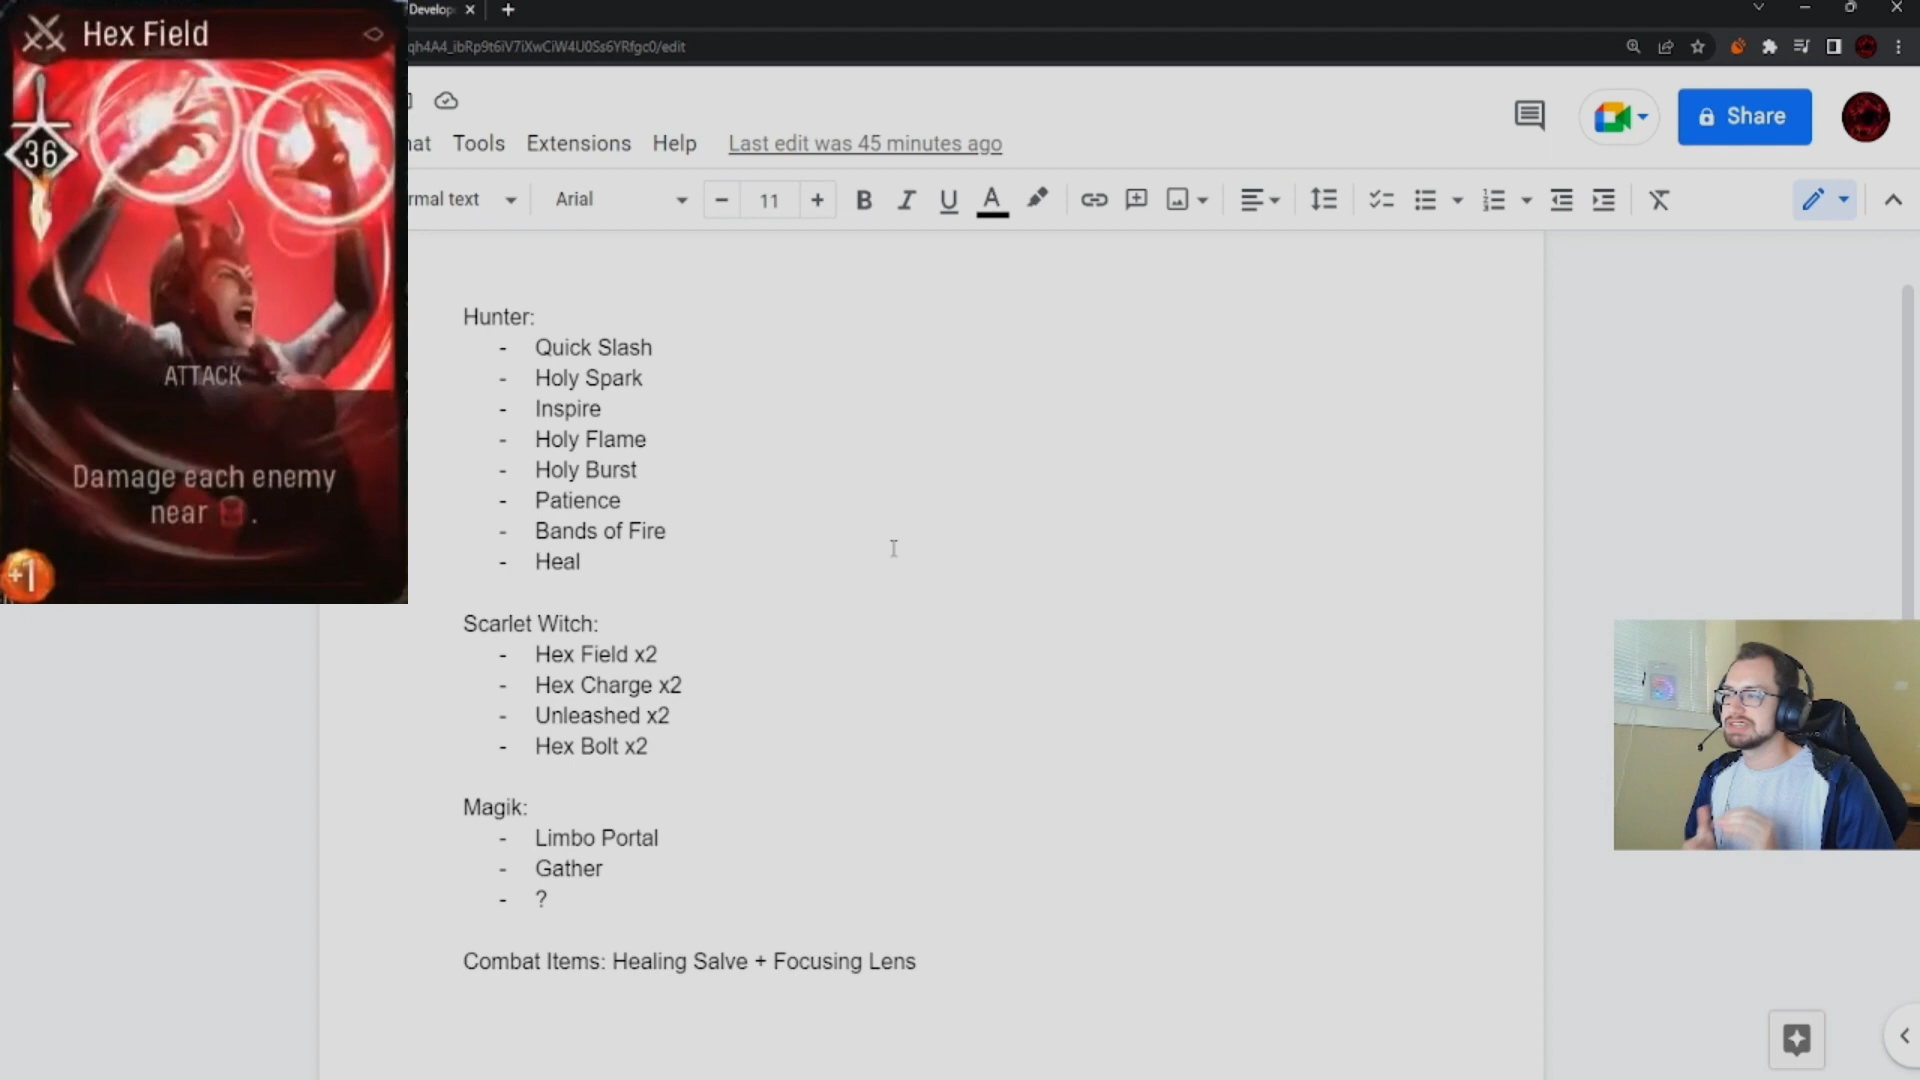 Hex Field
36
ATTACK
Damage each enemy
near .
+1
Develop
qh4A4_ibRp9t6iV7iXwCiW4U0Ss6YRfgc0/edit
Tools Extensions Help Last edit was 45 minutes ago
Share
rmal text Arial 11 B I U A
Hunter:
- Quick Slash
- Holy Spark
- Inspire
- Holy Flame
- Holy Burst
- Patience
- Bands of Fire
- Heal
Scarlet Witch:
- Hex Field x2
- Hex Charge x2
- Unleashed x2
- Hex Bolt x2
Magik:
- Limbo Portal
- Gather
- ?
Combat Items: Healing Salve + Focusing Lens